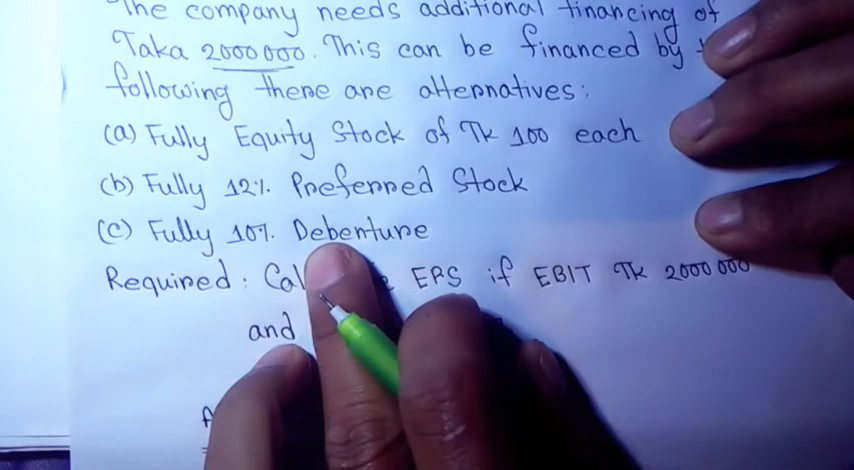 The company needs additional financing of
Taka 2000000. This can be financed by
following there are alternatives:
(a) Fully Equity Stock of Tk 100 each
(b) Fully 12% Preferred Stock
(c) Fully 10% Debenture
Required: EPS if EBIT Tk 2000000
and